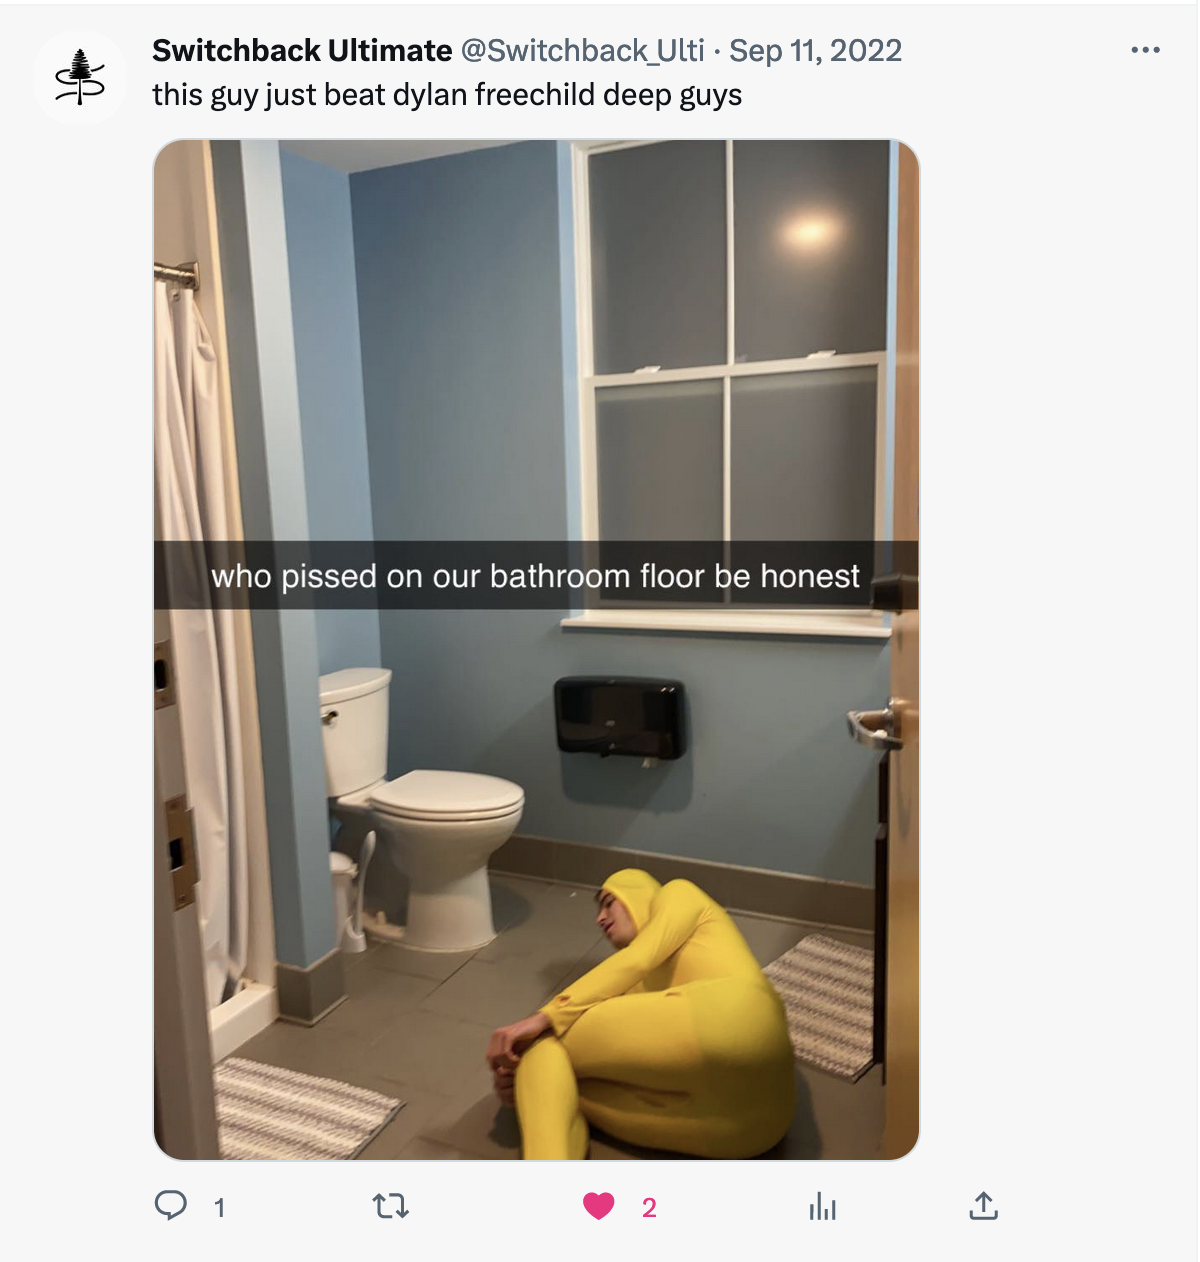 Switchback Ultimate @Switchback_Ulti · Sep 11, 2022
this guy just beat dylan freechild deep guys
who pissed on our bathroom floor be honest
1
2